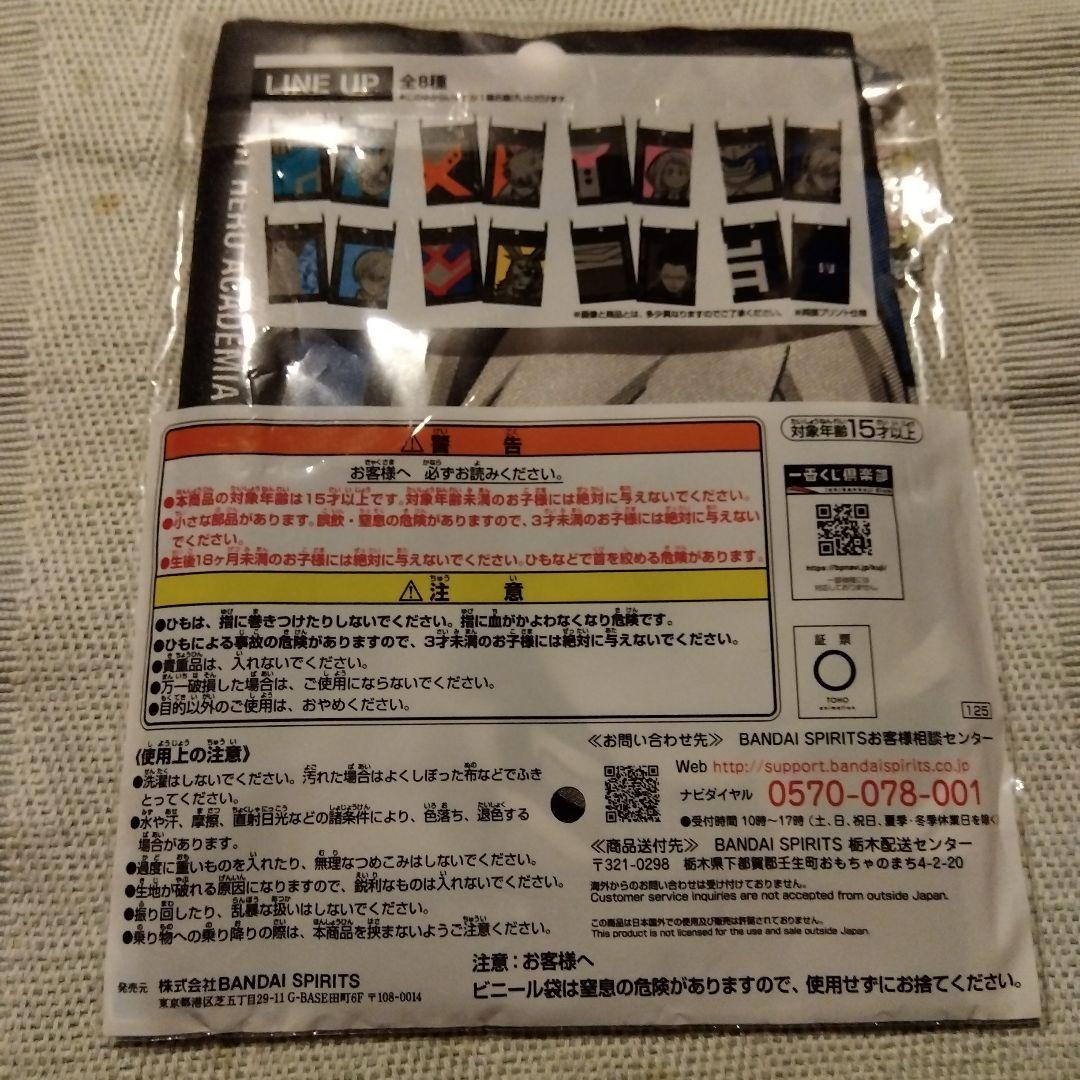 LINE UP 全8種
MY HERO ACADEMIA
※画像と商品とは、多少異なりますのでご了承ください。 ※両面プリント仕様
対象年齢15才以上
⚠警告
お客様へ 必ずお読みください。
●本商品の対象年齢は15才以上です。対象年齢未満のお子様には絶対に与えないでください。
●小さな部品があります。誤飲・窒息の危険がありますので、3才未満のお子様には絶対に与えない
でください。
●生後18ヶ月未満のお子様には絶対に与えないでください。ひもなどで首を絞める危険があります。
⚠注意
●ひもは、指に巻きつけたりしないでください。指に血がかよわなくなり危険です。
●ひもによる事故の危険がありますので、3才未満のお子様には絶対に与えないでください。
●貴重品は、入れないでください。
●万一破損した場合は、ご使用にならないでください。
●目的以外のご使用は、おやめください。
一番くじ倶楽部
https://bpnavi.jp/kuji/
証票
TOHO
animation
125
《使用上の注意》
●洗濯はしないでください。汚れた場合はよくしぼった布などでふき
とってください。
●水や汗、摩擦、直射日光などの諸条件により、色落ち、退色する
場合があります。
●過度に重いものを入れたり、無理なつめこみはしないでください。
●生地が破れる原因になりますので、鋭利なものは入れないでください。
●振り回したり、乱暴な扱いはしないでください。
●乗り物への乗り降りの際は、本商品を挟まないようご注意ください。
≪お問い合わせ先≫ BANDAI SPIRITSお客様相談センター
Web http://support.bandaispirits.co.jp
ナビダイヤル 0570-078-001
●受付時間 10時〜17時（土、日、祝日、夏季・冬季休業日を除く）
≪商品送付先≫ BANDAI SPIRITS 栃木配送センター
〒321-0298 栃木県下都賀郡壬生町おもちゃのまち4-2-20
海外からのお問い合わせは受け付けておりません。
Customer service inquiries are not accepted from outside Japan.
この商品は日本国外での使用及び販売は許諾されておりません。
This product is not licensed for the use and sale outside Japan.
発売元 株式会社BANDAI SPIRITS
東京都港区芝五丁目29-11 G-BASE田町6F 〒108-0014
注意：お客様へ
ビニール袋は窒息の危険がありますので、使用せずにお捨てください。